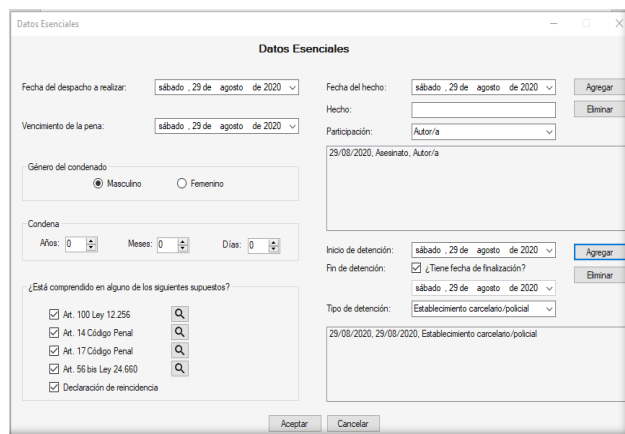 Datos Esenciales
Datos Esenciales
Fecha del despacho a realizar: sábado , 29 de agosto de 2020
Vencimiento de la pena: sábado , 29 de agosto de 2020
Género del condenado
Masculino Femenino
Condena
Años: 0 Meses: 0 Días: 0
¿Está comprendido en alguno de los siguientes supuestos?
Art. 100 Ley 12.256
Art. 14 Código Penal
Art. 17 Código Penal
Art. 56 bis Ley 24.660
Declaración de reincidencia
Fecha del hecho: sábado , 29 de agosto de 2020 Agregar
Hecho: Eliminar
Participación: Autor/a
29/08/2020, Asesinato, Autor/a
Inicio de detención: sábado , 29 de agosto de 2020 Agregar
Fin de detención: ¿Tiene fecha de finalización? Eliminar
sábado , 29 de agosto de 2020
Tipo de detención: Establecimiento carcelario/policial
29/08/2020, 29/08/2020, Establecimiento carcelario/policial
Aceptar Cancelar